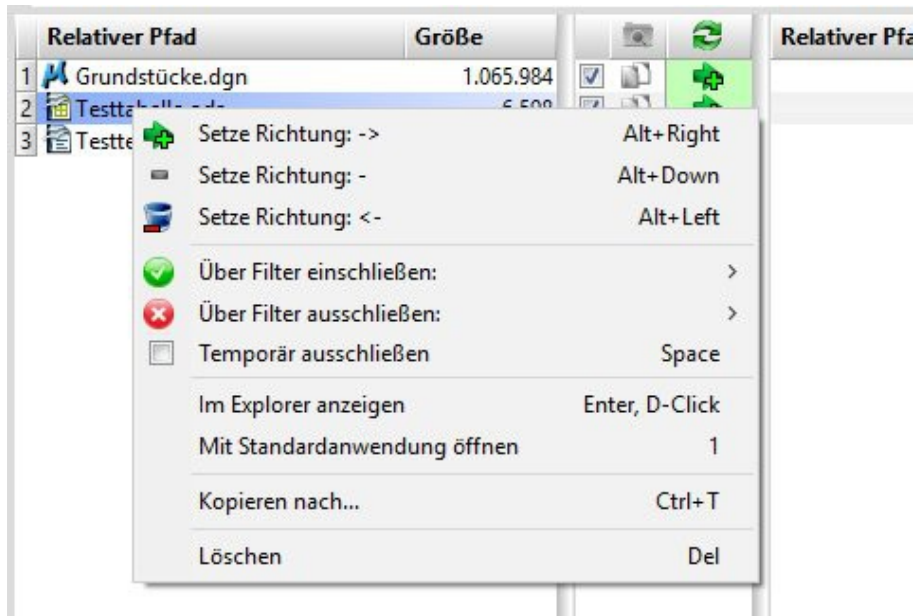 Relativer Pfad Größe Relativer Pfa
1 Grundstücke.dgn 1.065.984
2
3
Setze Richtung: -> Alt+Right
Setze Richtung: - Alt+Down
Setze Richtung: <- Alt+Left
Über Filter einschließen: >
Über Filter ausschließen: >
Temporär ausschließen Space
Im Explorer anzeigen Enter, D-Click
Mit Standardanwendung öffnen 1
Kopieren nach... Ctrl+T
Löschen Del